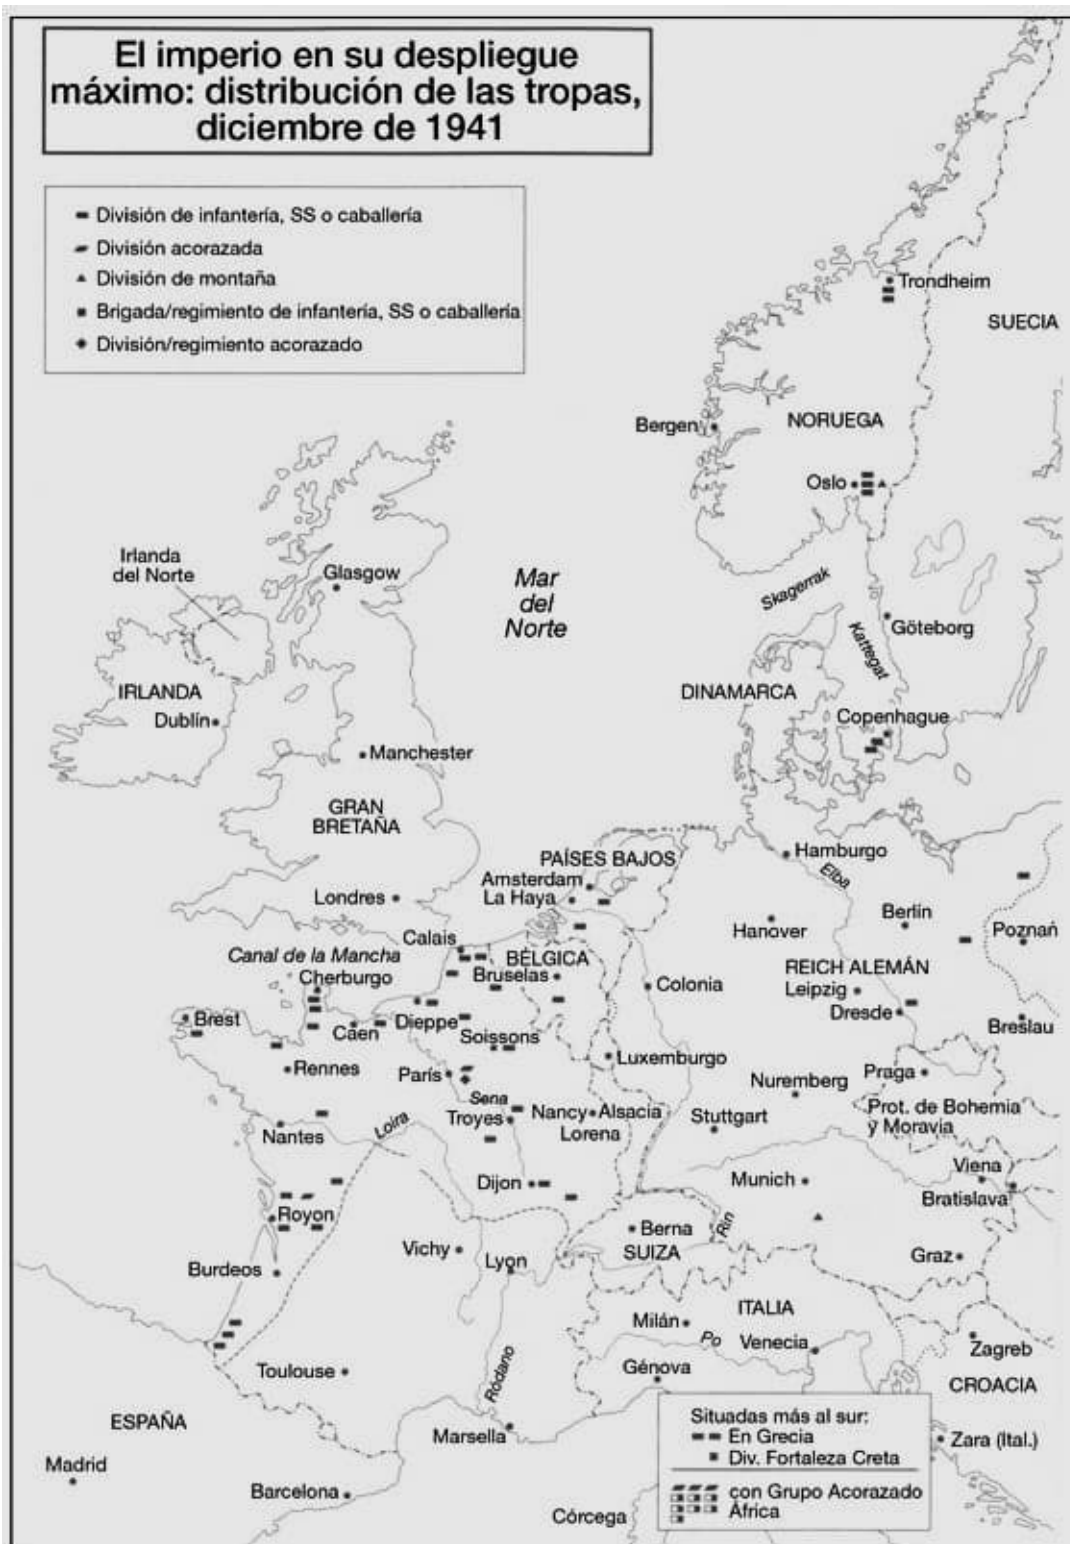 El imperio en su despliegue
máximo: distribución de las tropas,
diciembre de 1941
División de infantería, SS o caballería
División acorazada
División de montaña
Brigada/regimiento de infantería, SS o caballería
División/regimiento acorazado
Trondheim
SUECIA
Bergen
NORUEGA
Oslo
Irlanda
del Norte
Glasgow
Mar
del
Norte
Skagerrak
Kattegat
Göteborg
IRLANDA
Dublín
DINAMARCA
Copenhague
Manchester
GRAN
BRETAÑA
Hamburgo
Elba
PAÍSES BAJOS
Amsterdam
La Haya
Londres
Berlín
Hanover
Poznań
Calais
Canal de la Mancha
BÉLGICA
Bruselas
Cherburgo
REICH ALEMÁN
Leipzig
Colonia
Dresde
Breslau
Brest
Caen
Dieppe
Soissons
Luxemburgo
Rennes
París
Praga
Nuremberg
Sena
Troyes
Nancy
Alsacia
Lorena
Stuttgart
Prot. de Bohemia
y Moravia
Nantes
Loira
Viena
Bratislava
Dijon
Munich
Royon
Berna
SUIZA
Rin
Vichy
Lyon
Graz
Burdeos
ITALIA
Milán
Po
Venecia
Zagreb
Toulouse
Ródano
Génova
CROACIA
ESPAÑA
Marsella
Situadas más al sur:
En Grecia
Div. Fortaleza Creta
con Grupo Acorazado
África
Zara (Ital.)
Madrid
Barcelona
Córcega